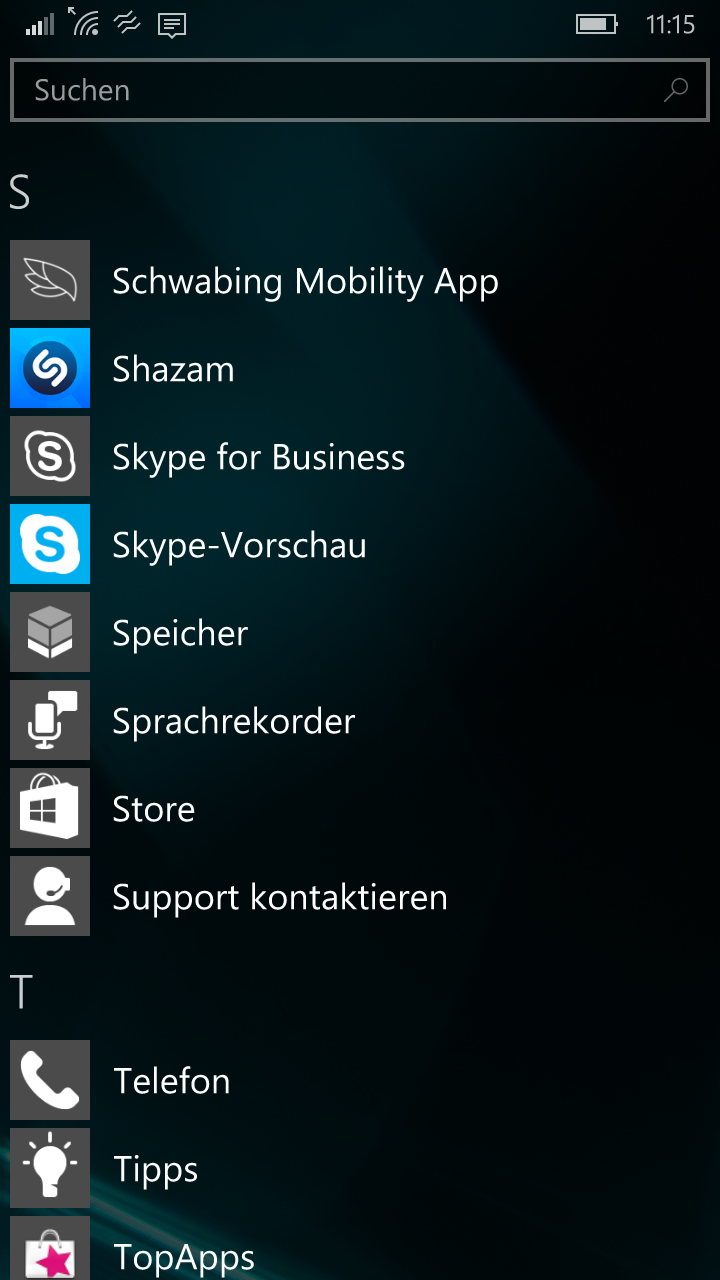 11:15
Suchen
S
Schwabing Mobility App
Shazam
Skype for Business
Skype-Vorschau
Speicher
Sprachrekorder
Store
Support kontaktieren
T
Telefon
Tipps
TopApps